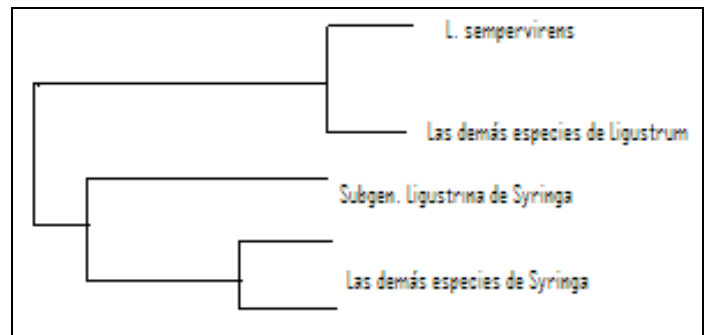 L. sempervirens
Las demás especies de Ligustrum
Subgen. Ligustrina de Syringa
Las demás especies de Syringa